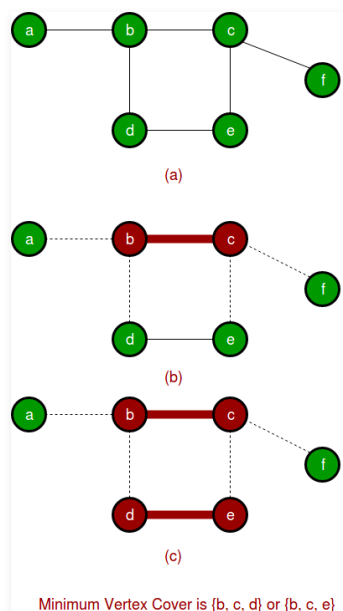 a b c
f
d e
(a)
a b c
f
d e
(b)
a b c
f
d e
(c)
Minimum Vertex Cover is {b, c, d} or {b, c, e}